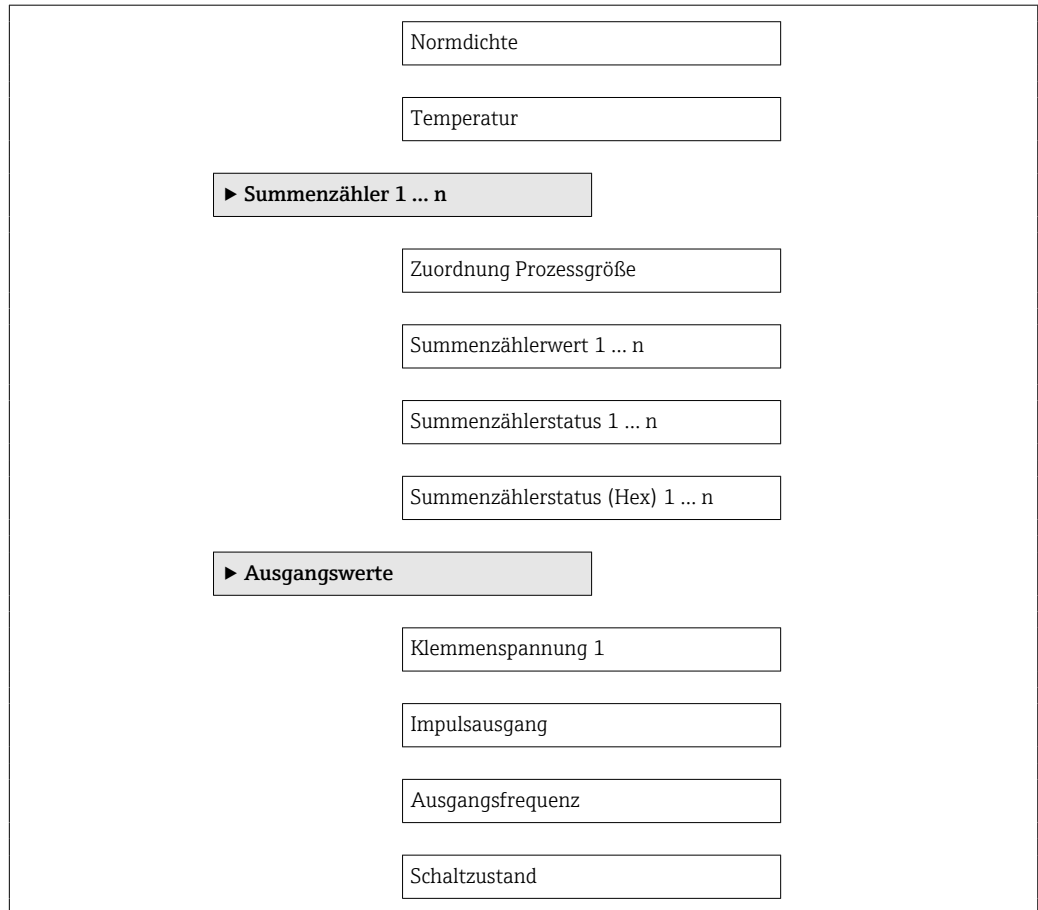 Normdichte
Temperatur
▶ Summenzähler 1 … n
Zuordnung Prozessgröße
Summenzählerwert 1 … n
Summenzählerstatus 1 … n
Summenzählerstatus (Hex) 1 … n
▶ Ausgangswerte
Klemmenspannung 1
Impulsausgang
Ausgangsfrequenz
Schaltzustand